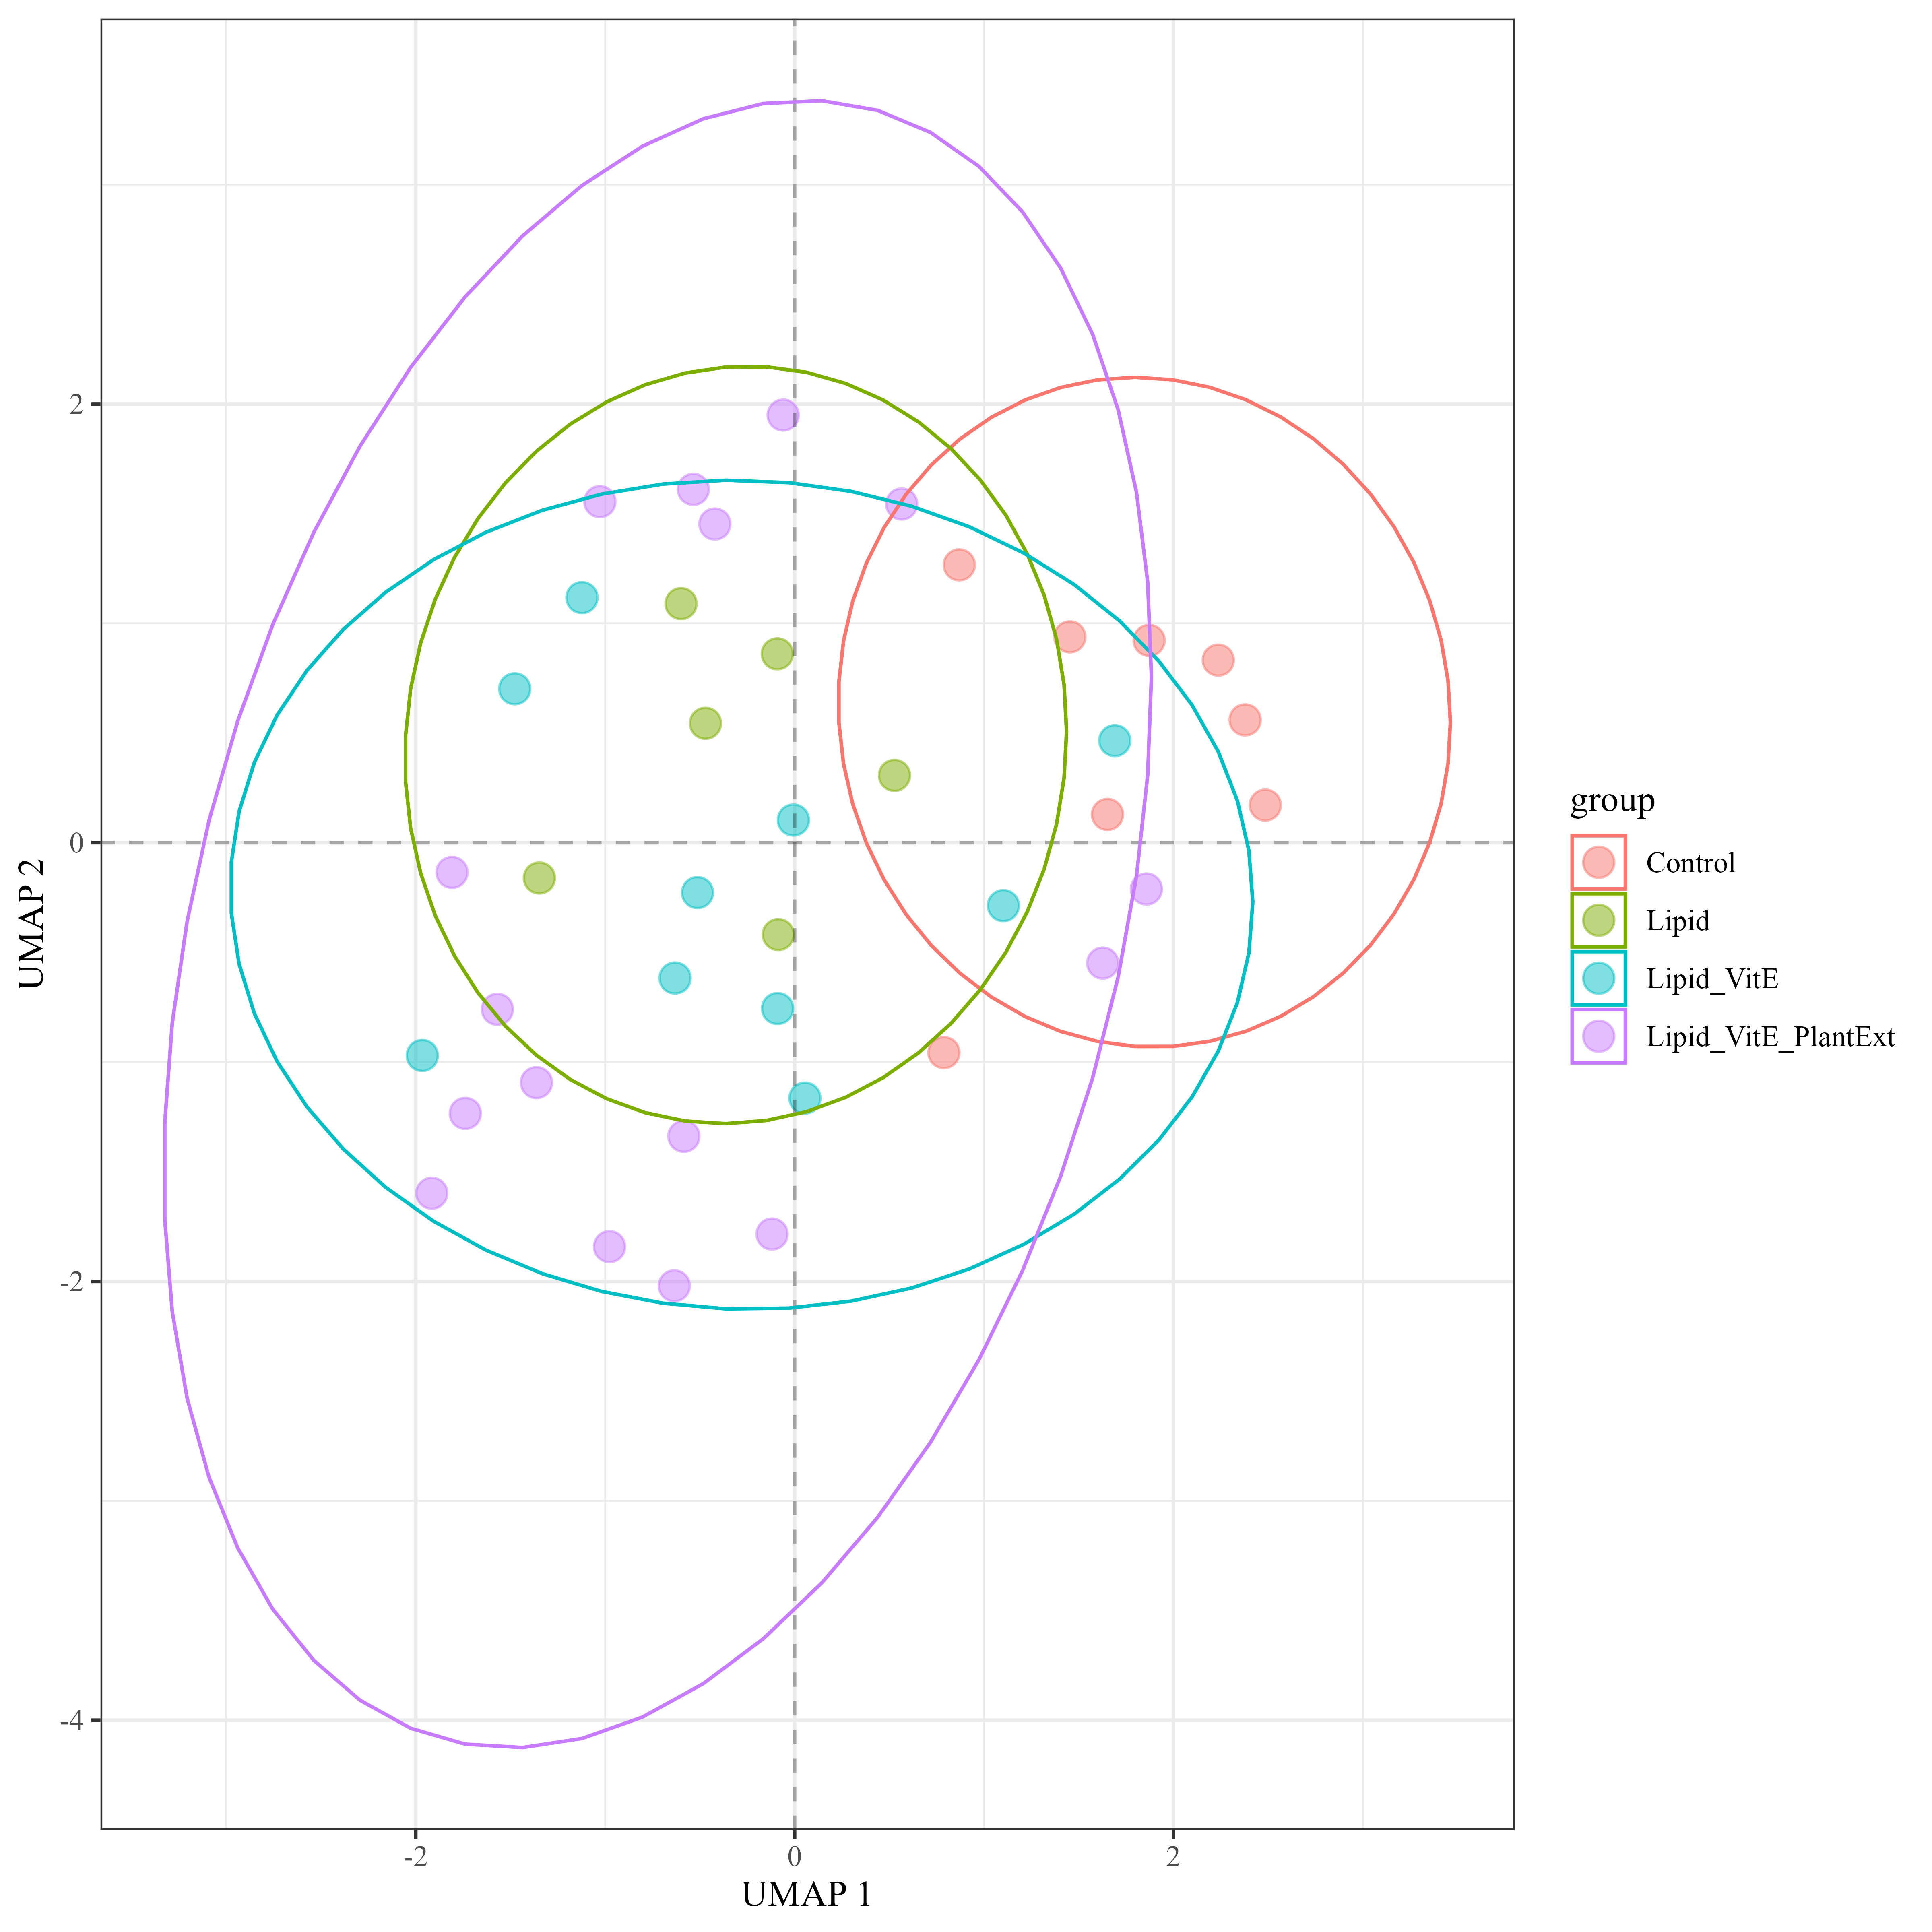 2
0
-2
-4
UMAP 2
-2
0
2
UMAP 1
group
Control
Lipid
Lipid_VitE
Lipid_VitE_PlantExt